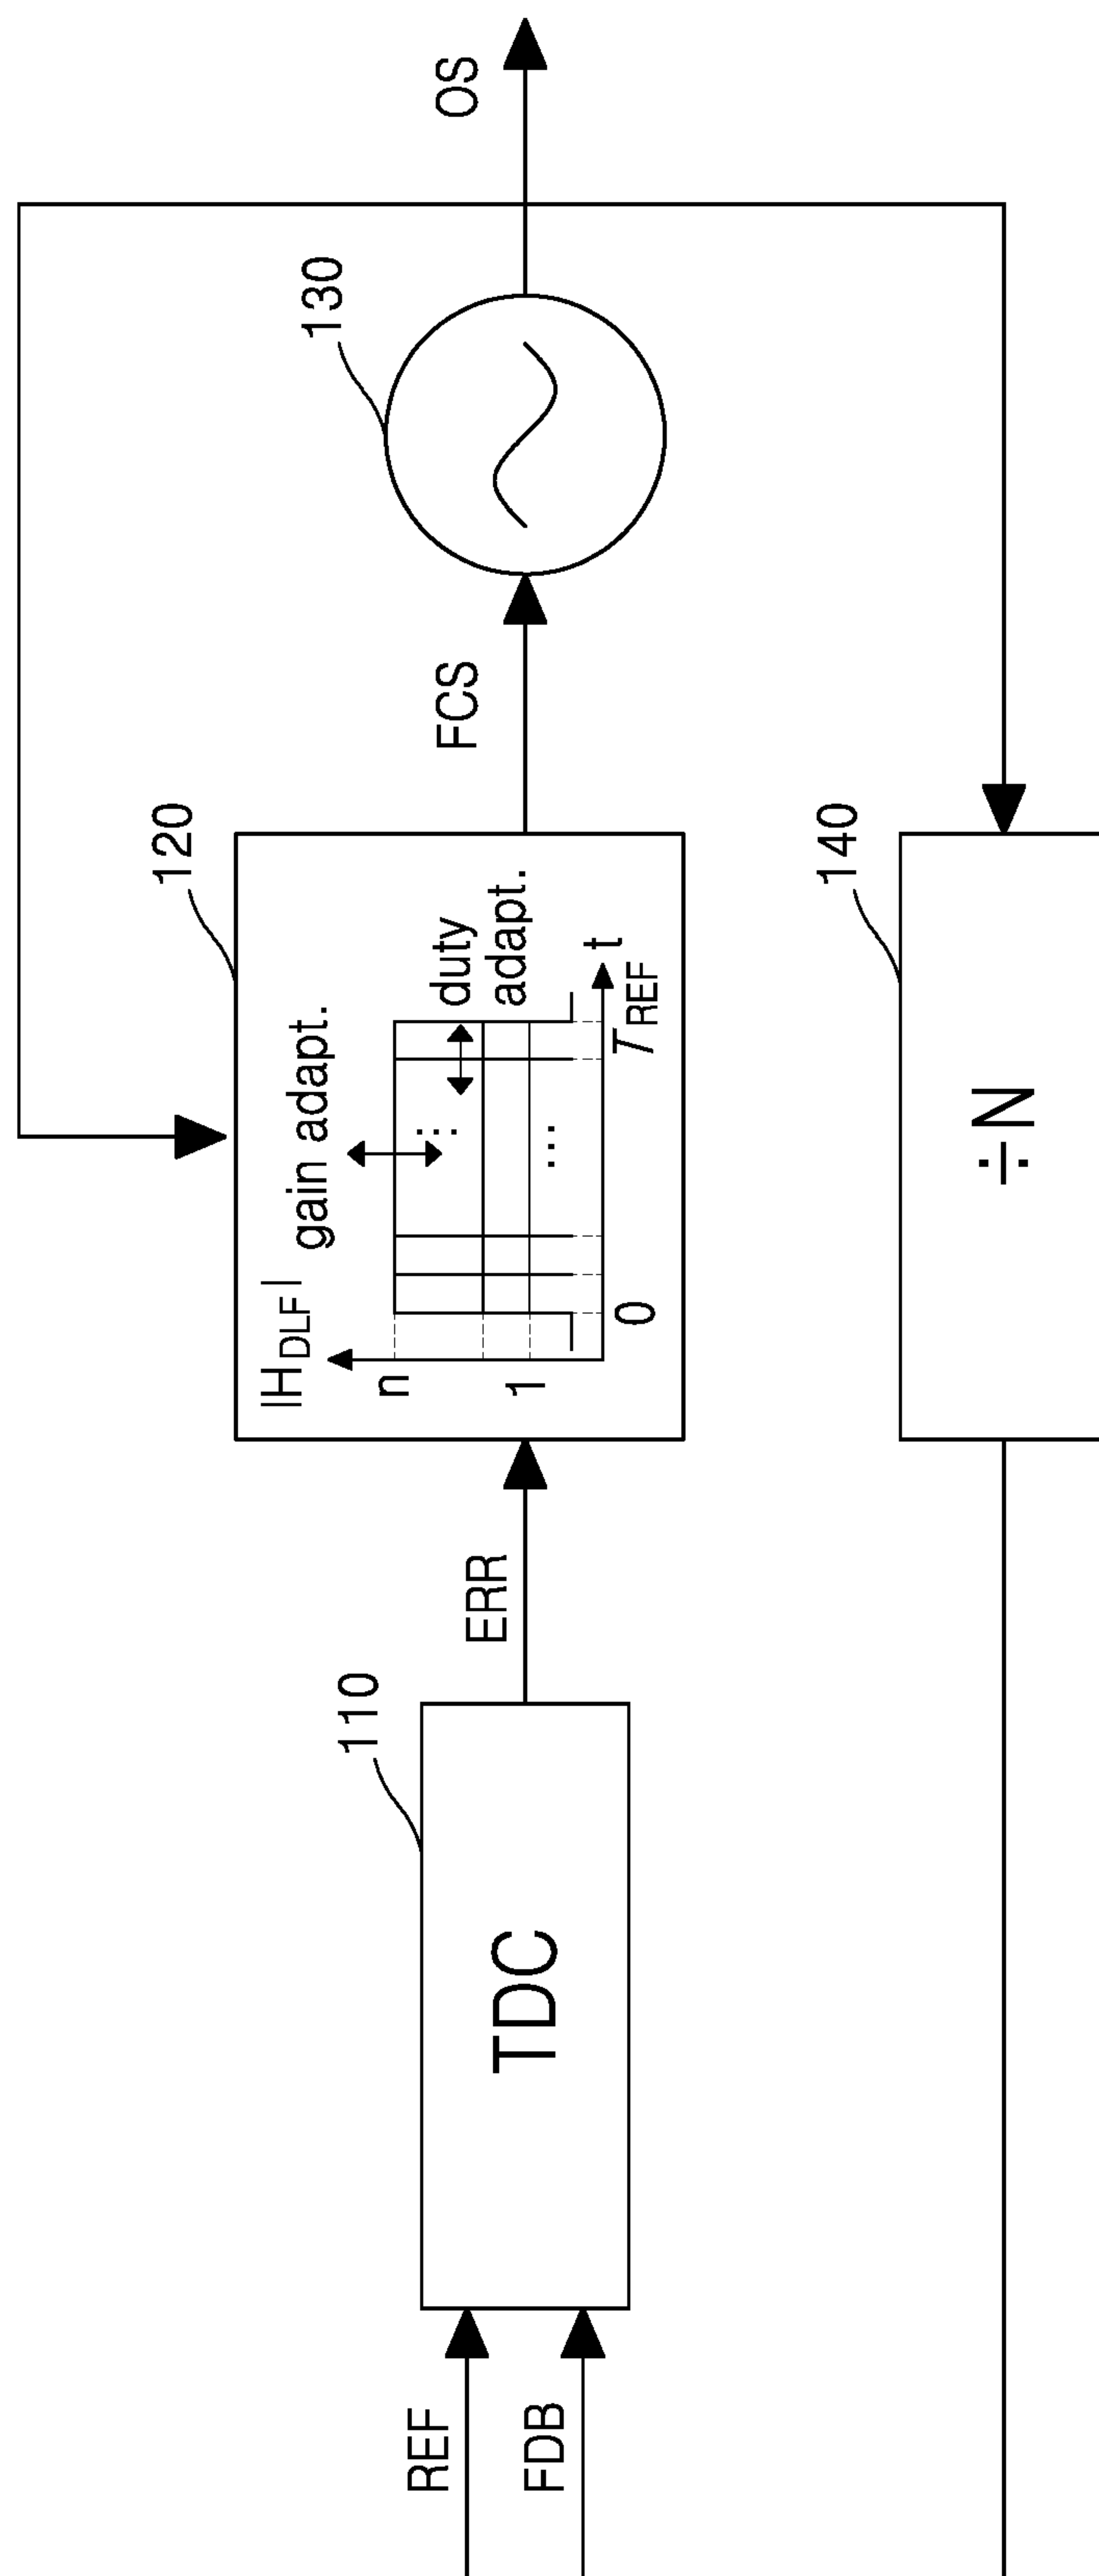 REF
FDB
110
TDC
ERR
120
|H_DLF|
gain adapt.
n
⋮
duty
adapt.
1
...
t
0
T_REF
FCS
130
OS
140
÷N